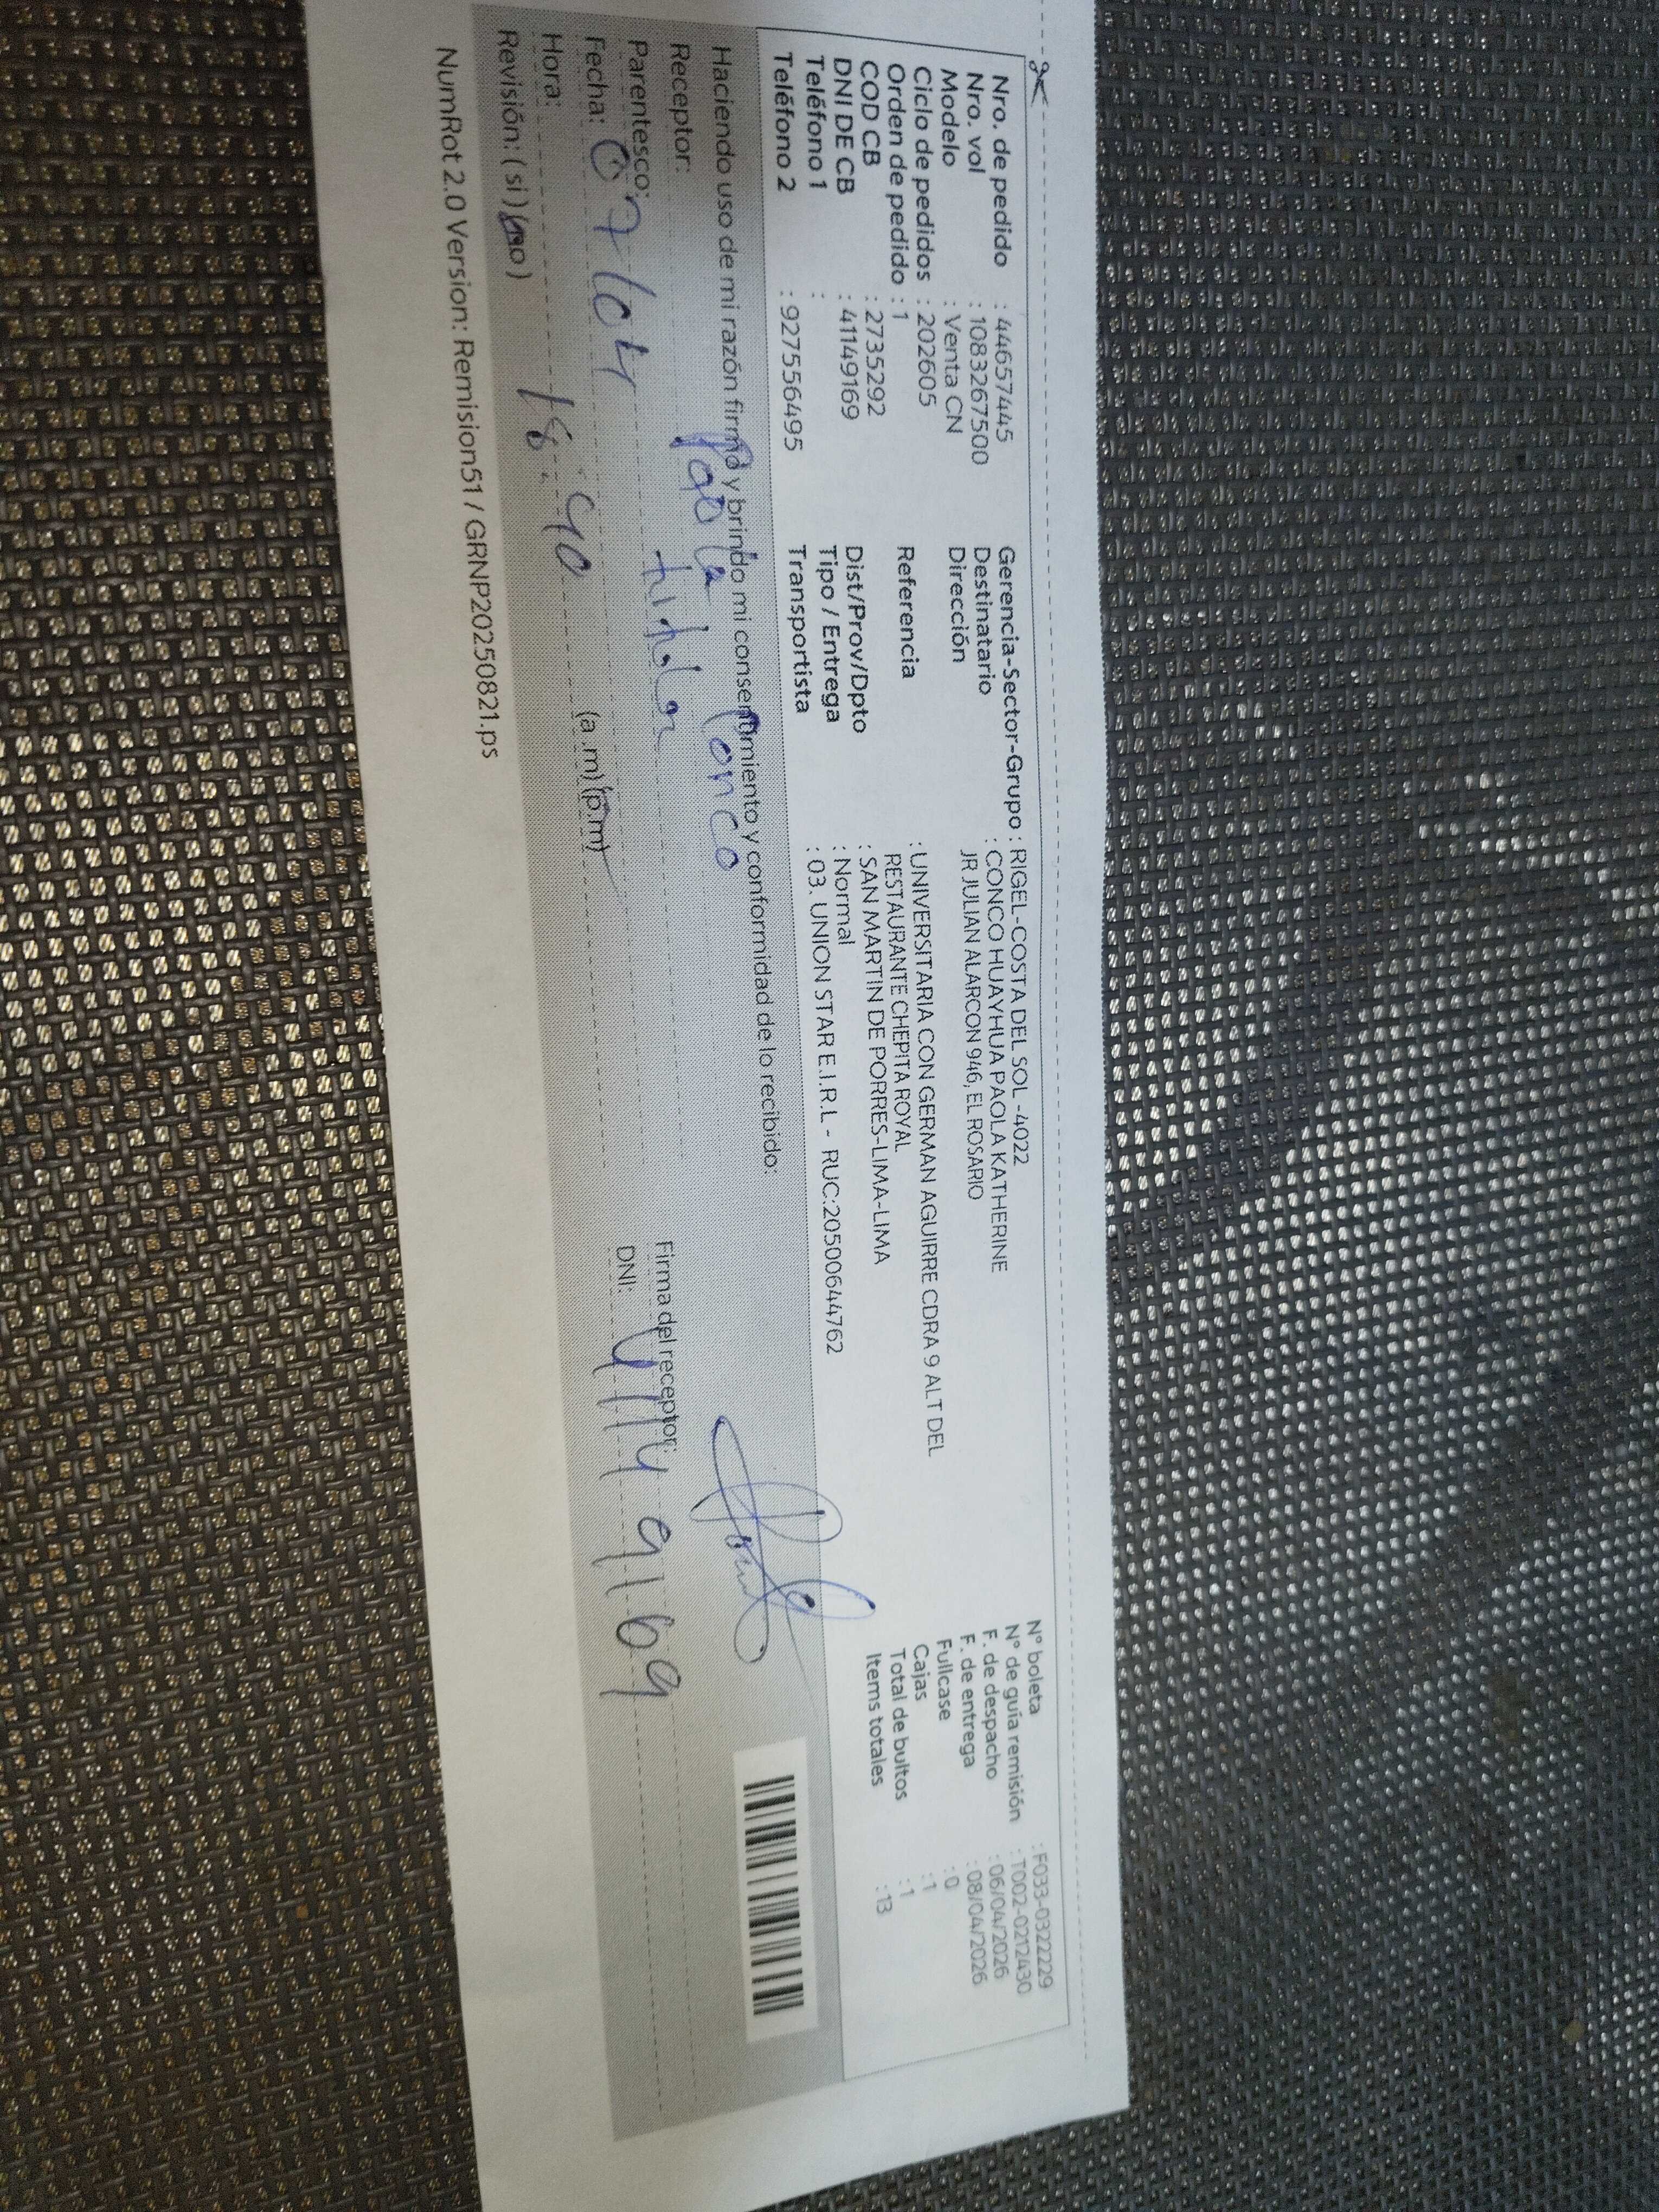 Nro. de pedido : 446574445
Nro. vol : 1083267500
Modelo : Venta CN
Ciclo de pedidos : 202605
Orden de pedido : 1
COD CB : 2735292
DNI DE CB : 41149169
Teléfono 1 :
Teléfono 2 : 927556495
Gerencia-Sector-Grupo : RIGEL-COSTA DEL SOL -4022
Destinatario : CONCO HUAYHUA PAOLA KATHERINE
Dirección JR JULIAN ALARCON 946, EL ROSARIO
Referencia : UNIVERSITARIA CON GERMAN AGUIRRE CDRA 9 ALT DEL
RESTAURANTE CHEPITA ROYAL
Dist/Prov/Dpto : SAN MARTIN DE PORRES-LIMA-LIMA
Tipo / Entrega : Normal
Transportista : 03. UNION STAR E.I.R.L - RUC:20500644762
N° boleta : F033-0322229
N° de guía remisión : T002-0212430
F. de despacho : 06/04/2026
F. de entrega : 08/04/2026
Fullcase : 0
Cajas : 1
Total de bultos : 1
Items totales : 13
Haciendo uso de mi razón firmo y brindo mi consentimiento y conformidad de lo recibido:
Receptor: Paola Conco
Parentesco: titular
Fecha: 07/04
Hora: 18:40 (a.m) (p.m)
Revisión: ( si ) ( no )
Firma del receptor:
DNI: 41149169
NumRot 2.0 Version: Remision51 / GRNP20250821.ps